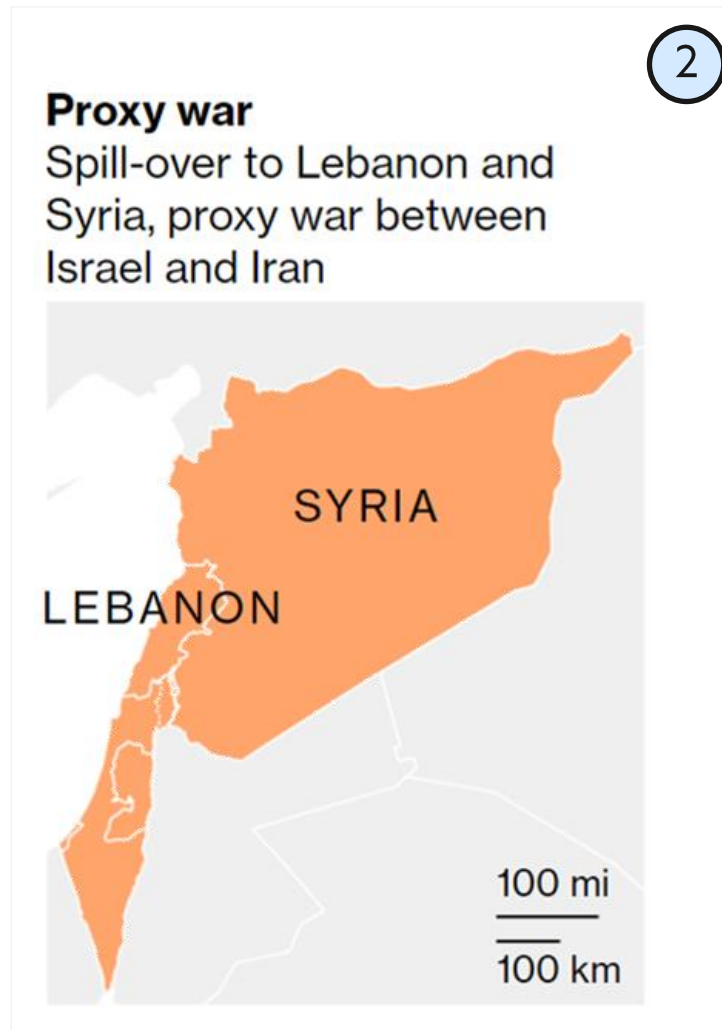 2
Proxy war
Spill-over to Lebanon and
Syria, proxy war between
Israel and Iran
SYRIA
LEBANON
100 mi
100 km